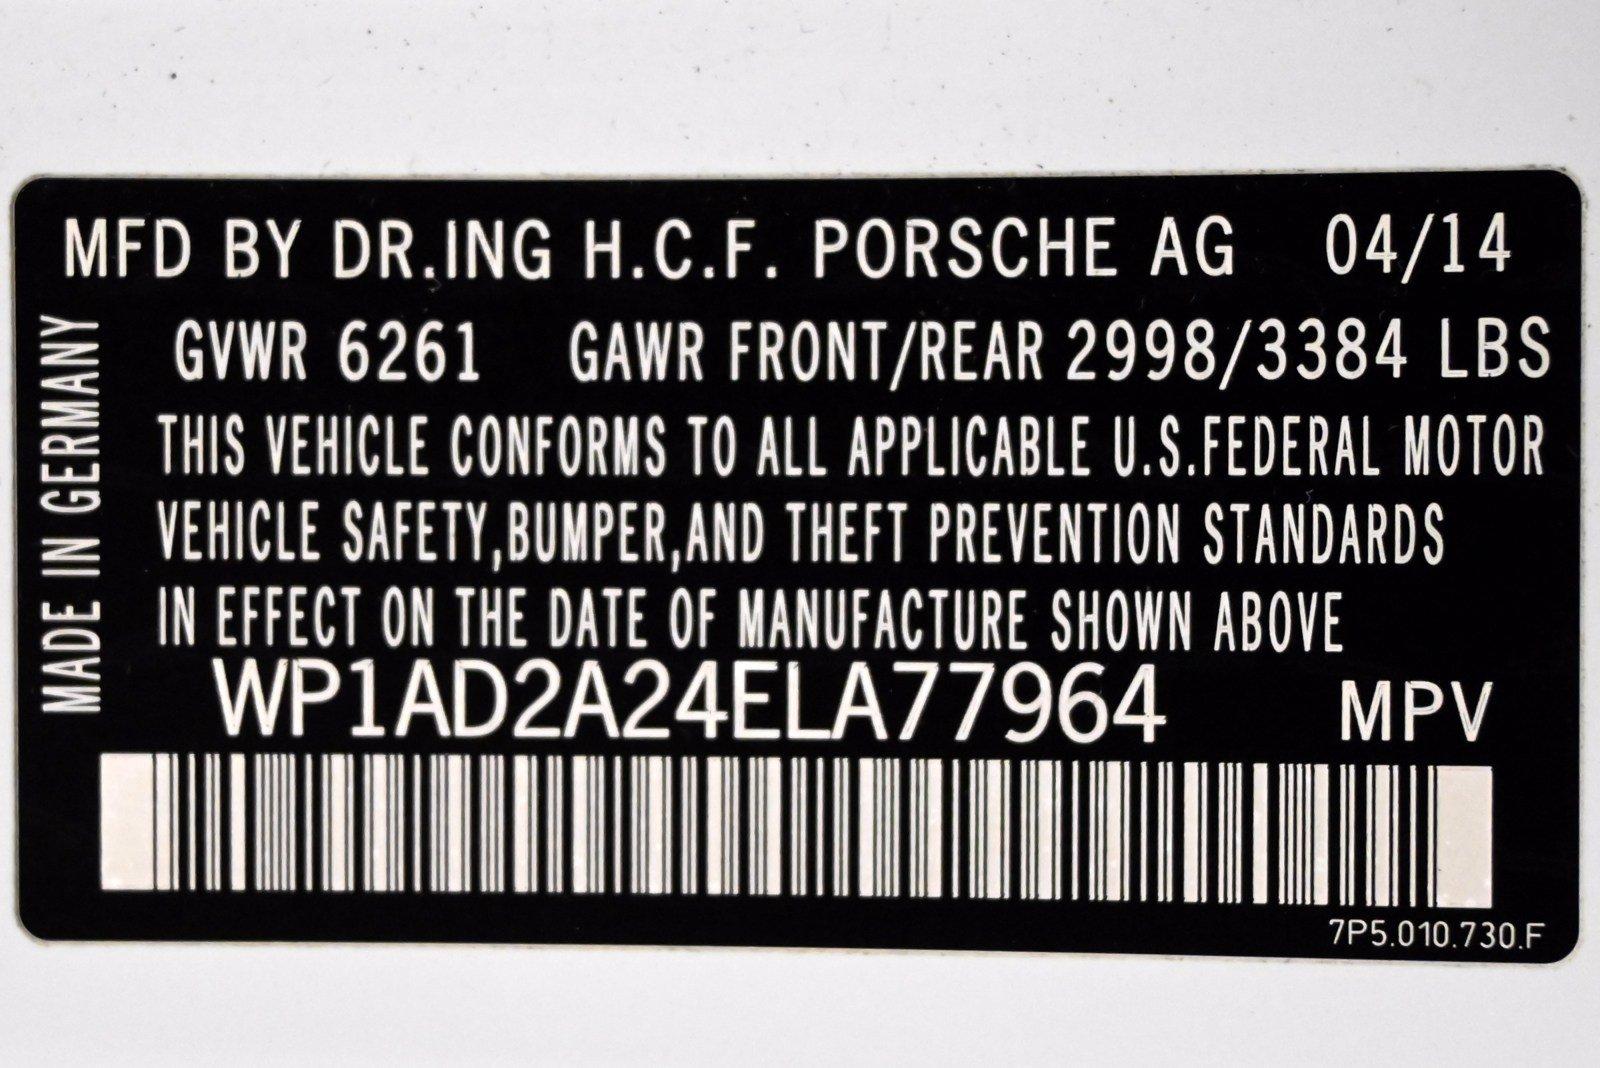 MFD BY DR.ING H.C.F. PORSCHE AG 04/14
GVWR 6261 GAWR FRONT/REAR 2998/3384 LBS
THIS VEHICLE CONFORMS TO ALL APPLICABLE U.S.FEDERAL MOTOR
VEHICLE SAFETY,BUMPER,AND THEFT PREVENTION STANDARDS
IN EFFECT ON THE DATE OF MANUFACTURE SHOWN ABOVE
WP1AD2A24ELA77964 MPV
7P5.010.730.F
MADE IN GERMANY